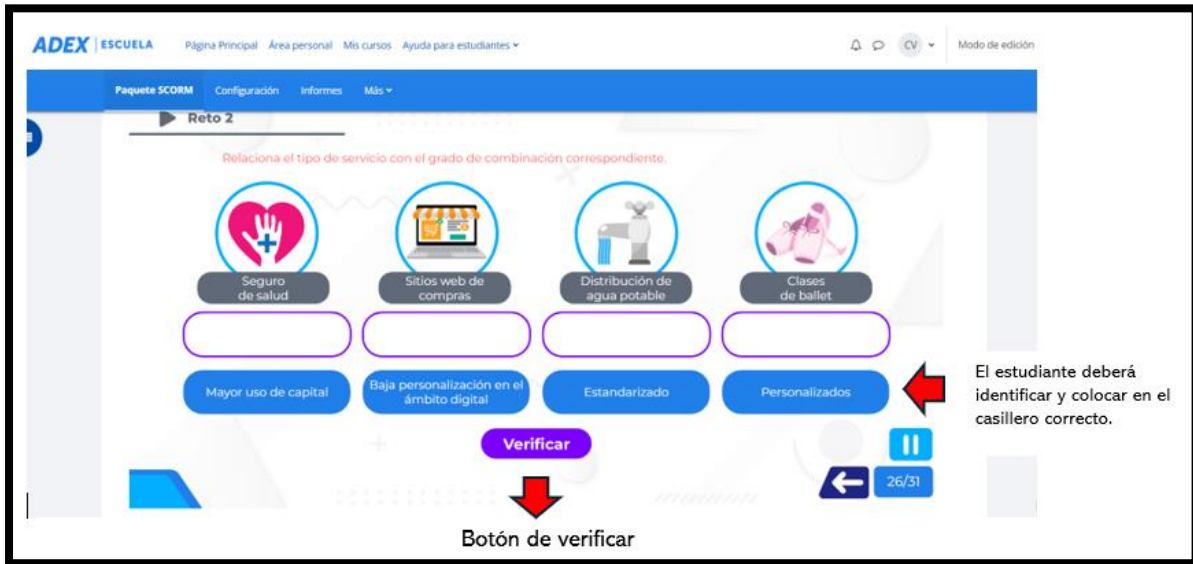 ADEX ESCUELA Página Principal Área personal Mis cursos Ayuda para estudiantes CV Modo de edición
Paquete SCORM Configuración Informes Más
Reto 2
Relaciona el tipo de servicio con el grado de combinación correspondiente.
Seguro
de salud
Sitios web de
compras
Distribución de
agua potable
Clases
de ballet
Mayor uso de capital
Baja personalización en el
ámbito digital
Estandarizado
Personalizados
El estudiante deberá
identificar y colocar en el
casillero correcto.
Verificar
26/31
Botón de verificar